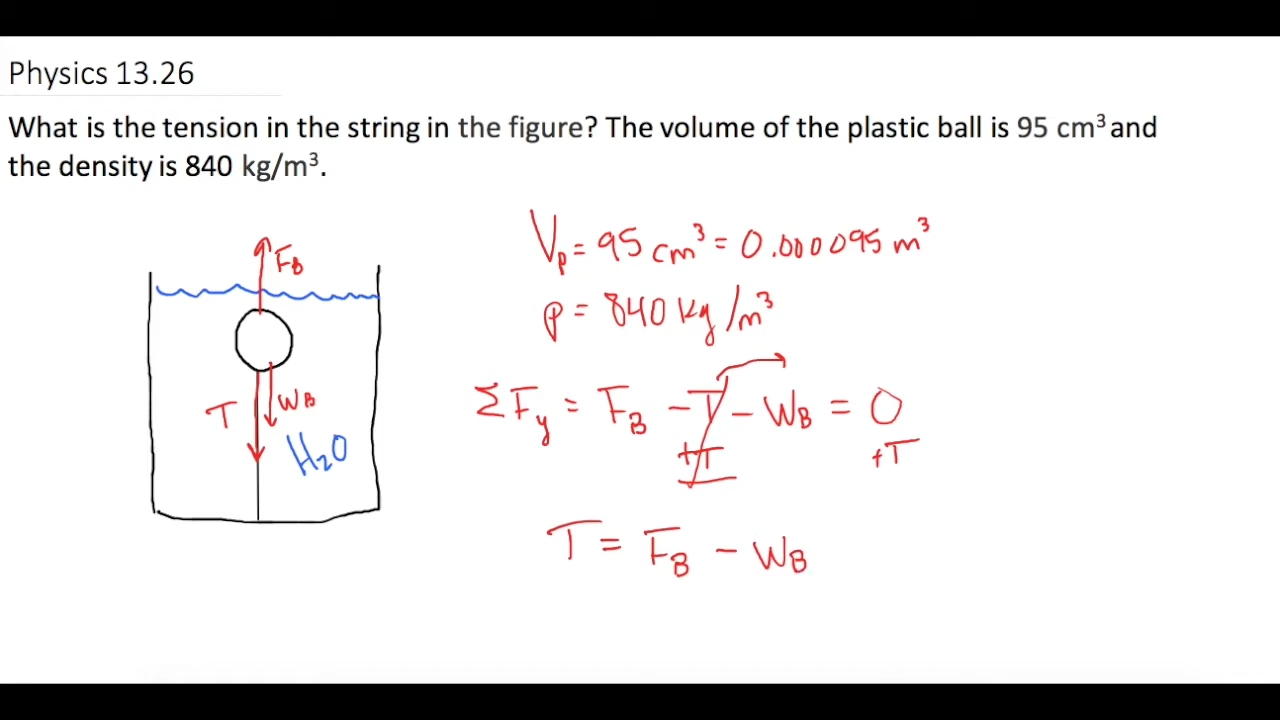 Physics 13.26
What is the tension in the string in the figure? The volume of the plastic ball is 95 cm³ and
the density is 840 kg/m³.
V_p = 95 cm³ = 0.000095 m³
ρ = 840 kg/m³
F_B
T
W_B
H₂O
ΣF_y = F_B - T - W_B = 0
+T +T
T = F_B - W_B